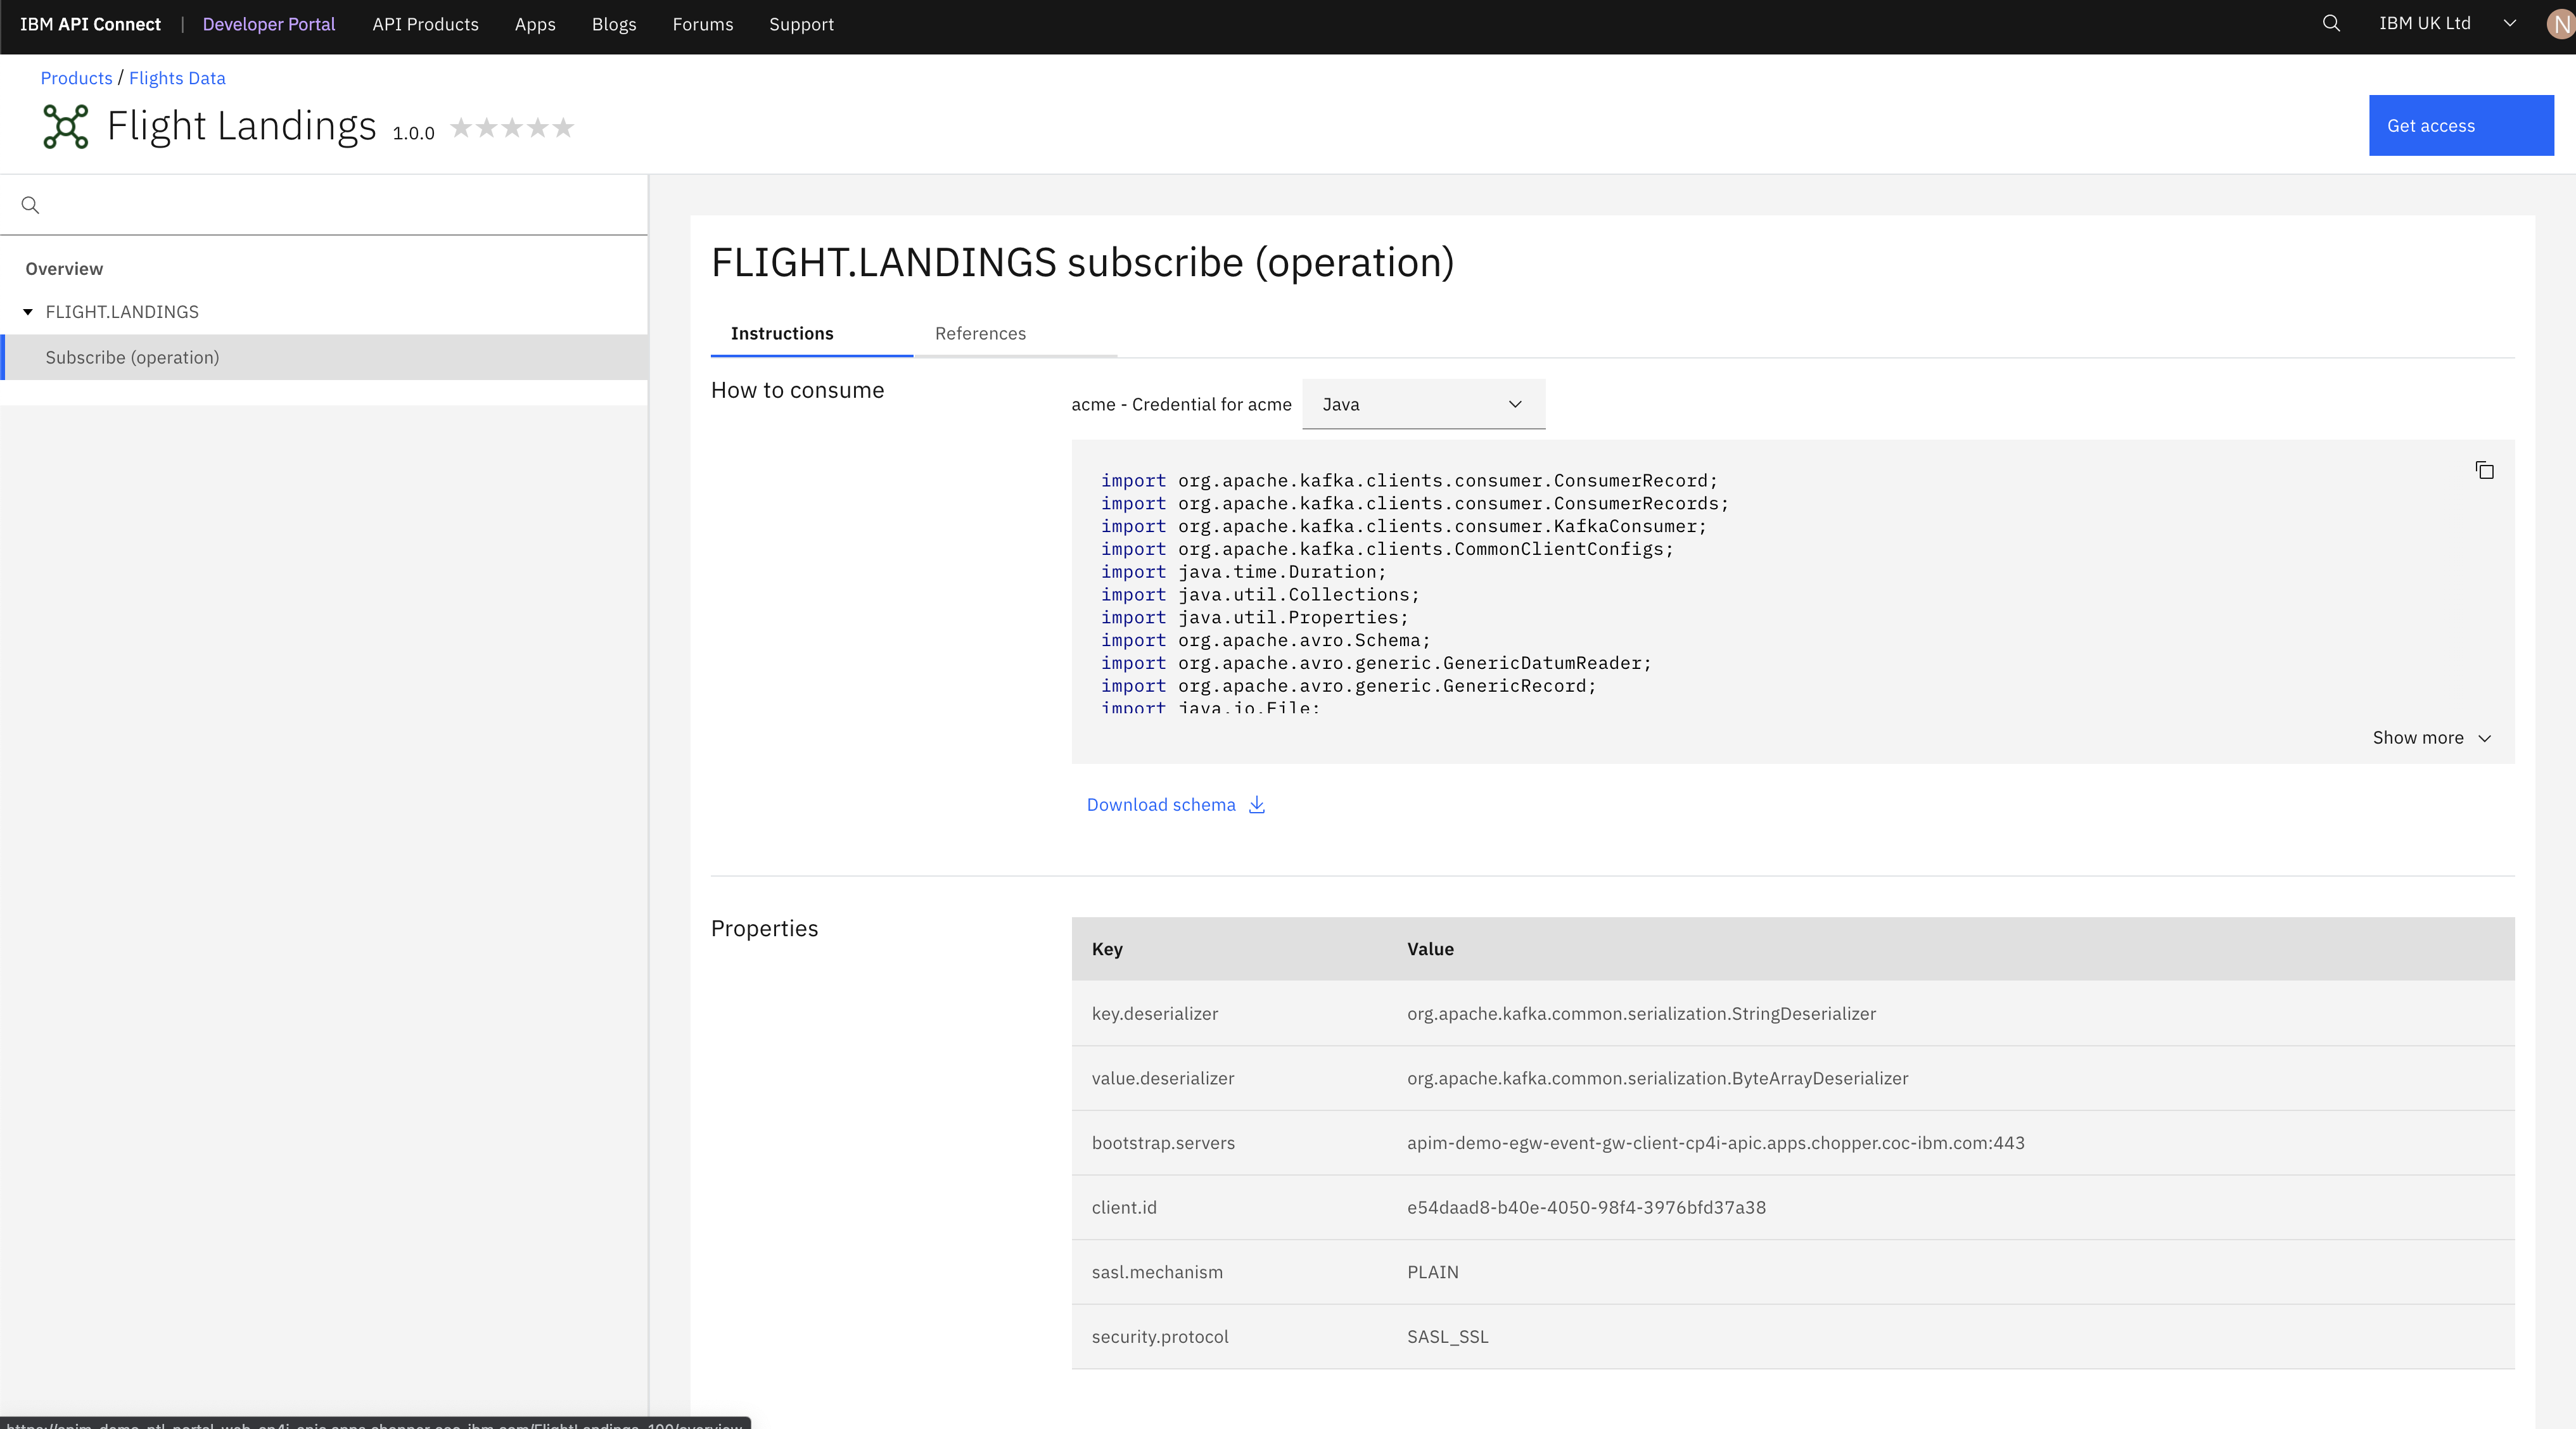 IBM API Connect | Developer Portal API Products Apps Blogs Forums Support IBM UK Ltd N
Products / Flights Data
Flight Landings 1.0.0
Get access
Overview
FLIGHT.LANDINGS
Subscribe (operation)
FLIGHT.LANDINGS subscribe (operation)
Instructions References
How to consume
acme - Credential for acme Java
import org.apache.kafka.clients.consumer.ConsumerRecord;
import org.apache.kafka.clients.consumer.ConsumerRecords;
import org.apache.kafka.clients.consumer.KafkaConsumer;
import org.apache.kafka.clients.CommonClientConfigs;
import java.time.Duration;
import java.util.Collections;
import java.util.Properties;
import org.apache.avro.Schema;
import org.apache.avro.generic.GenericDatumReader;
import org.apache.avro.generic.GenericRecord;
import java.io.File;
Show more
Download schema
Properties
Key Value
key.deserializer org.apache.kafka.common.serialization.StringDeserializer
value.deserializer org.apache.kafka.common.serialization.ByteArrayDeserializer
bootstrap.servers apim-demo-egw-event-gw-client-cp4i-apic.apps.chopper.coc-ibm.com:443
client.id e54daad8-b40e-4050-98f4-3976bfd37a38
sasl.mechanism PLAIN
security.protocol SASL_SSL